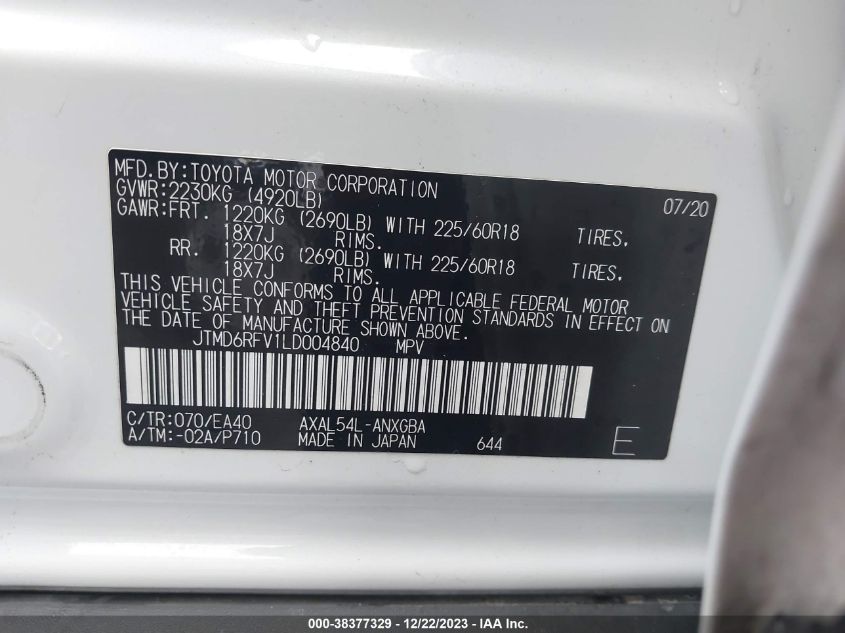 MFD.BY:TOYOTA MOTOR CORPORATION 07/20
GVWR:2230KG (4920LB)
GAWR:FRT. 1220KG (2690LB) WITH 225/60R18 TIRES,
18X7J RIMS.
RR. 1220KG (2690LB) WITH 225/60R18 TIRES,
18X7J RIMS.
THIS VEHICLE CONFORMS TO ALL APPLICABLE FEDERAL MOTOR
VEHICLE SAFETY AND THEFT PREVENTION STANDARDS IN EFFECT ON
THE DATE OF MANUFACTURE SHOWN ABOVE.
JTMD6RFV1LD004840 MPV
C/TR:070/EA40 AXAL54L-ANXGBA
A/TM:-02A/P710 MADE IN JAPAN 644 E
000-38377329 - 12/22/2023 - IAA Inc.